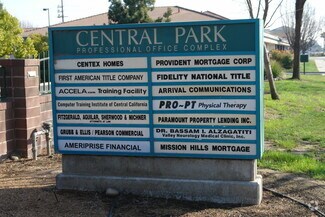 CENTRAL PARK
PROFESSIONAL OFFICE COMPLEX
CENTEX HOMES
PROVIDENT MORTGAGE CORP
FIRST AMERICAN TITLE COMPANY
FIDELITY NATIONAL TITLE
ACCELA Training Facility
ARRIVAL COMMUNICATIONS
Computer Training Institute of Central California
PRO-PT Physical Therapy
FITZGERALD, AGUILAR, SHERWOOD & MICHNER
PARAMOUNT PROPERTY LENDING INC.
GRUBB & ELLIS / PEARSON COMMERCIAL
DR. BASSAM I. ALZAGATITI
Valley Neurology Medical Clinic, Inc.
AMERIPRISE FINANCIAL
MISSION HILLS MORTGAGE